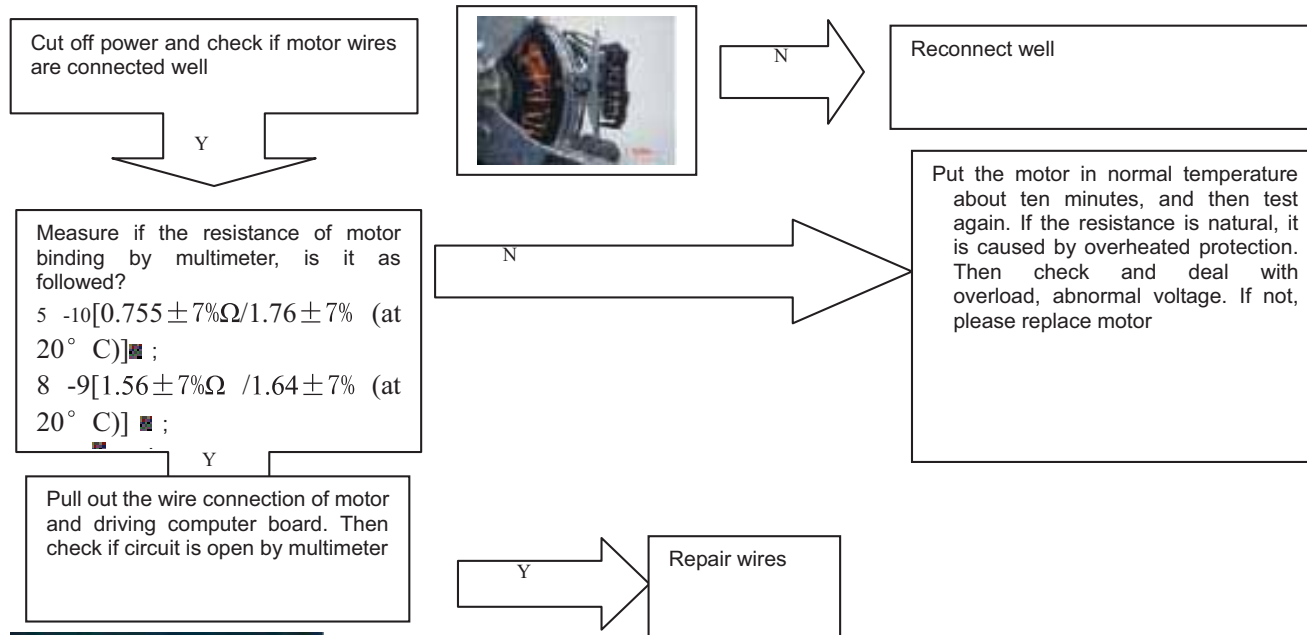 Cut off power and check if motor wires
are connected well
N
Reconnect well
Y
Measure if the resistance of motor
binding by multimeter, is it as
followed?
5 -10[0.755±7%Ω/1.76±7% (at
20° C)] ;
8 -9[1.56±7%Ω /1.64±7% (at
20° C)] ;
N
Put the motor in normal temperature
about ten minutes, and then test
again. If the resistance is natural, it
is caused by overheated protection.
Then check and deal with
overload, abnormal voltage. If not,
please replace motor
Y
Pull out the wire connection of motor
and driving computer board. Then
check if circuit is open by multimeter
Y
Repair wires